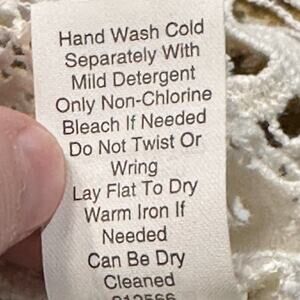 Hand Wash Cold
Separately With
Mild Detergent
Only Non-Chlorine
Bleach If Needed
Do Not Twist Or
Wring
Lay Flat To Dry
Warm Iron If
Needed
Can Be Dry
Cleaned